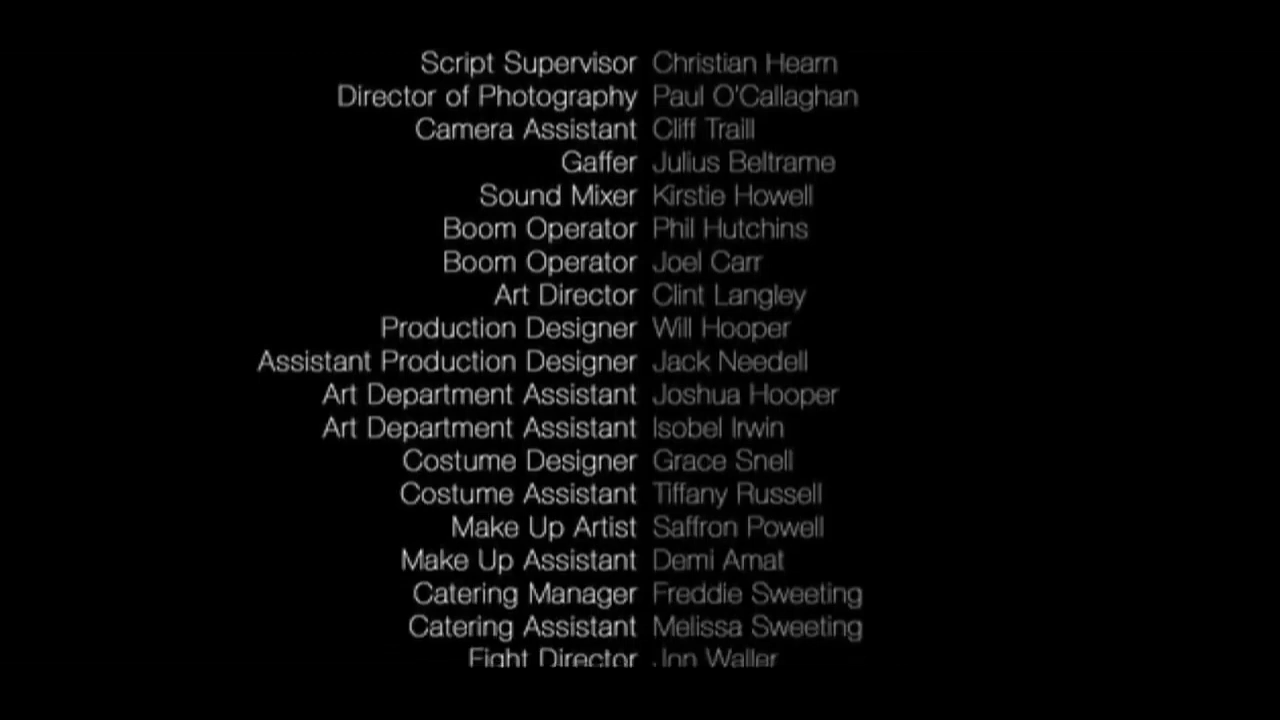 Script Supervisor Christian Hearn
Director of Photography Paul O'Callaghan
Camera Assistant Cliff Traill
Gaffer Julius Beltrame
Sound Mixer Kirstie Howell
Boom Operator Phil Hutchins
Boom Operator Joel Carr
Art Director Clint Langley
Production Designer Will Hooper
Assistant Production Designer Jack Needell
Art Department Assistant Joshua Hooper
Art Department Assistant Isobel Irwin
Costume Designer Grace Snell
Costume Assistant Tiffany Russell
Make Up Artist Saffron Powell
Make Up Assistant Demi Amat
Catering Manager Freddie Sweeting
Catering Assistant Melissa Sweeting
Fight Director Waller